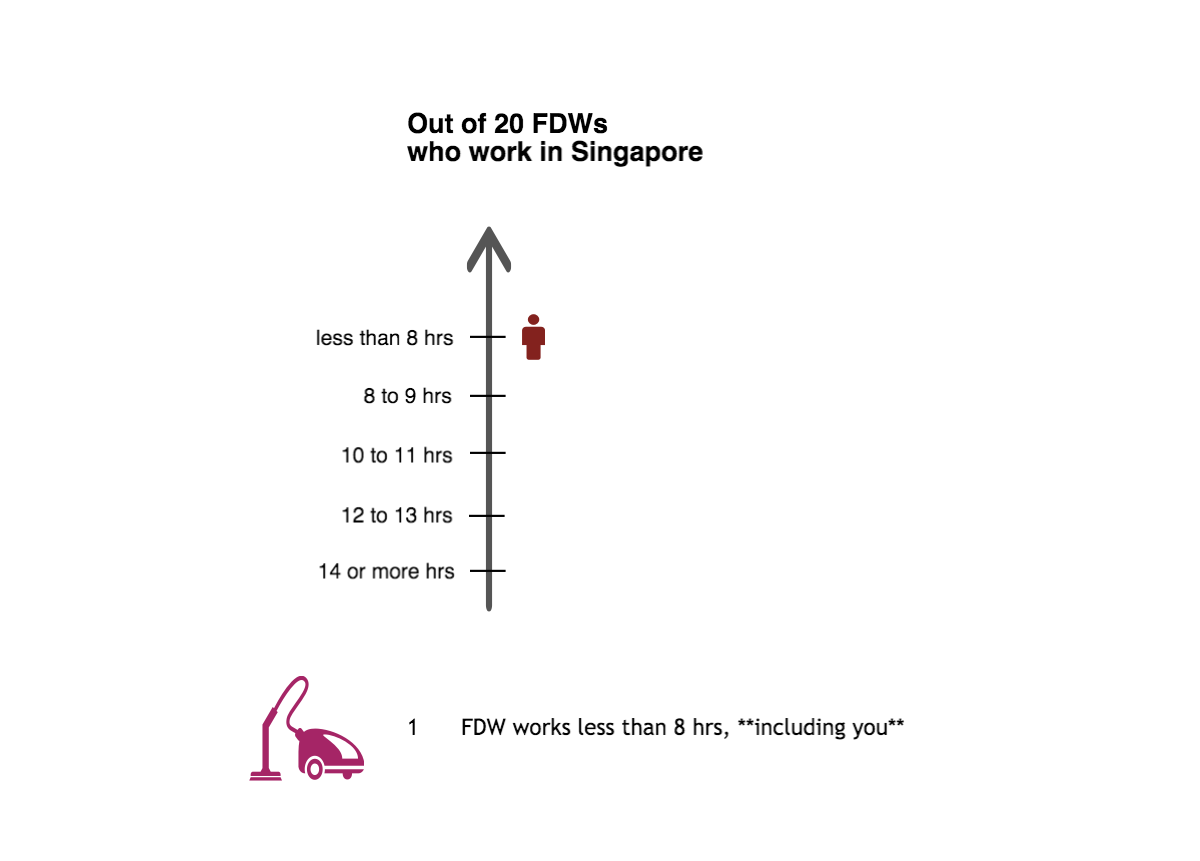 Out of 20 FDWs
who work in Singapore
less than 8 hrs
8 to 9 hrs
10 to 11 hrs
12 to 13 hrs
14 or more hrs
1 FDW works less than 8 hrs, **including you**